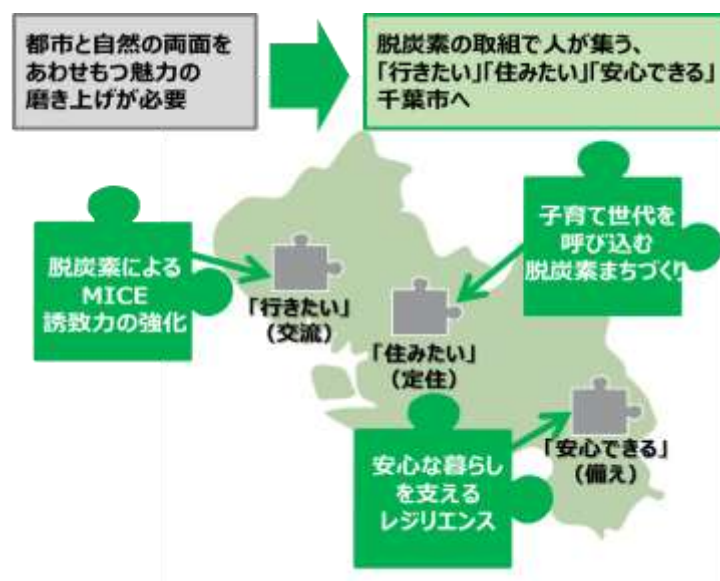 都市と自然の両面を
あわせもつ魅力の
磨き上げが必要
脱炭素の取組で人が集う、
「行きたい」「住みたい」「安心できる」
千葉市へ
子育て世代を
呼び込む
脱炭素まちづくり
脱炭素による
MICE
誘致力の強化
「行きたい」
（交流）
「住みたい」
（定住）
「安心できる」
（備え）
安心な暮らし
を支える
レジリエンス